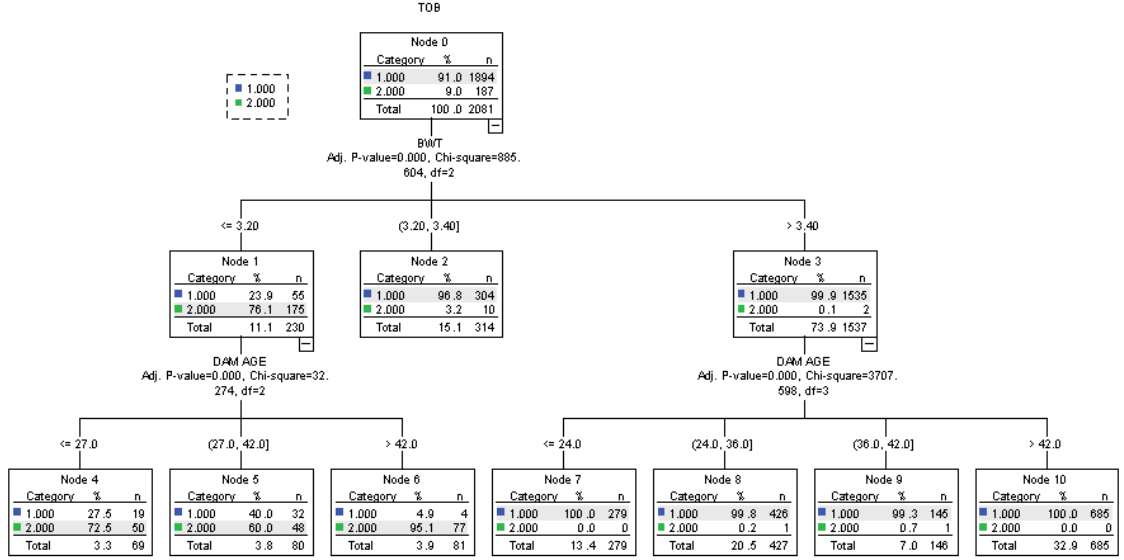 TOB
Node 0
Category % n
1.000 91.0 1894
2.000 9.0 187
Total 100.0 2081
1.000
2.000
BWT
Adj. P-value=0.000, Chi-square=885.
604, df=2
<= 3.20 (3.20, 3.40] > 3.40
Node 1 Node 2 Node 3
Category % n Category % n Category % n
1.000 23.9 55 1.000 96.8 304 1.000 99.9 1535
2.000 76.1 175 2.000 3.2 10 2.000 0.1 2
Total 11.1 230 Total 15.1 314 Total 73.9 1537
DAM AGE DAM AGE
Adj. P-value=0.000, Chi-square=32. Adj. P-value=0.000, Chi-square=3707.
274, df=2 598, df=3
<= 27.0 (27.0, 42.0] > 42.0 <= 24.0 (24.0, 36.0] (36.0, 42.0] > 42.0
Node 4 Node 5 Node 6 Node 7 Node 8 Node 9 Node 10
Category % n Category % n Category % n Category % n Category % n Category % n Category % n
1.000 27.5 19 1.000 40.0 32 1.000 4.9 4 1.000 100.0 279 1.000 99.8 426 1.000 99.3 145 1.000 100.0 685
2.000 72.5 50 2.000 60.0 48 2.000 95.1 77 2.000 0.0 0 2.000 0.2 1 2.000 0.7 1 2.000 0.0 0
Total 3.3 69 Total 3.8 80 Total 3.9 81 Total 13.4 279 Total 20.5 427 Total 7.0 146 Total 32.9 685